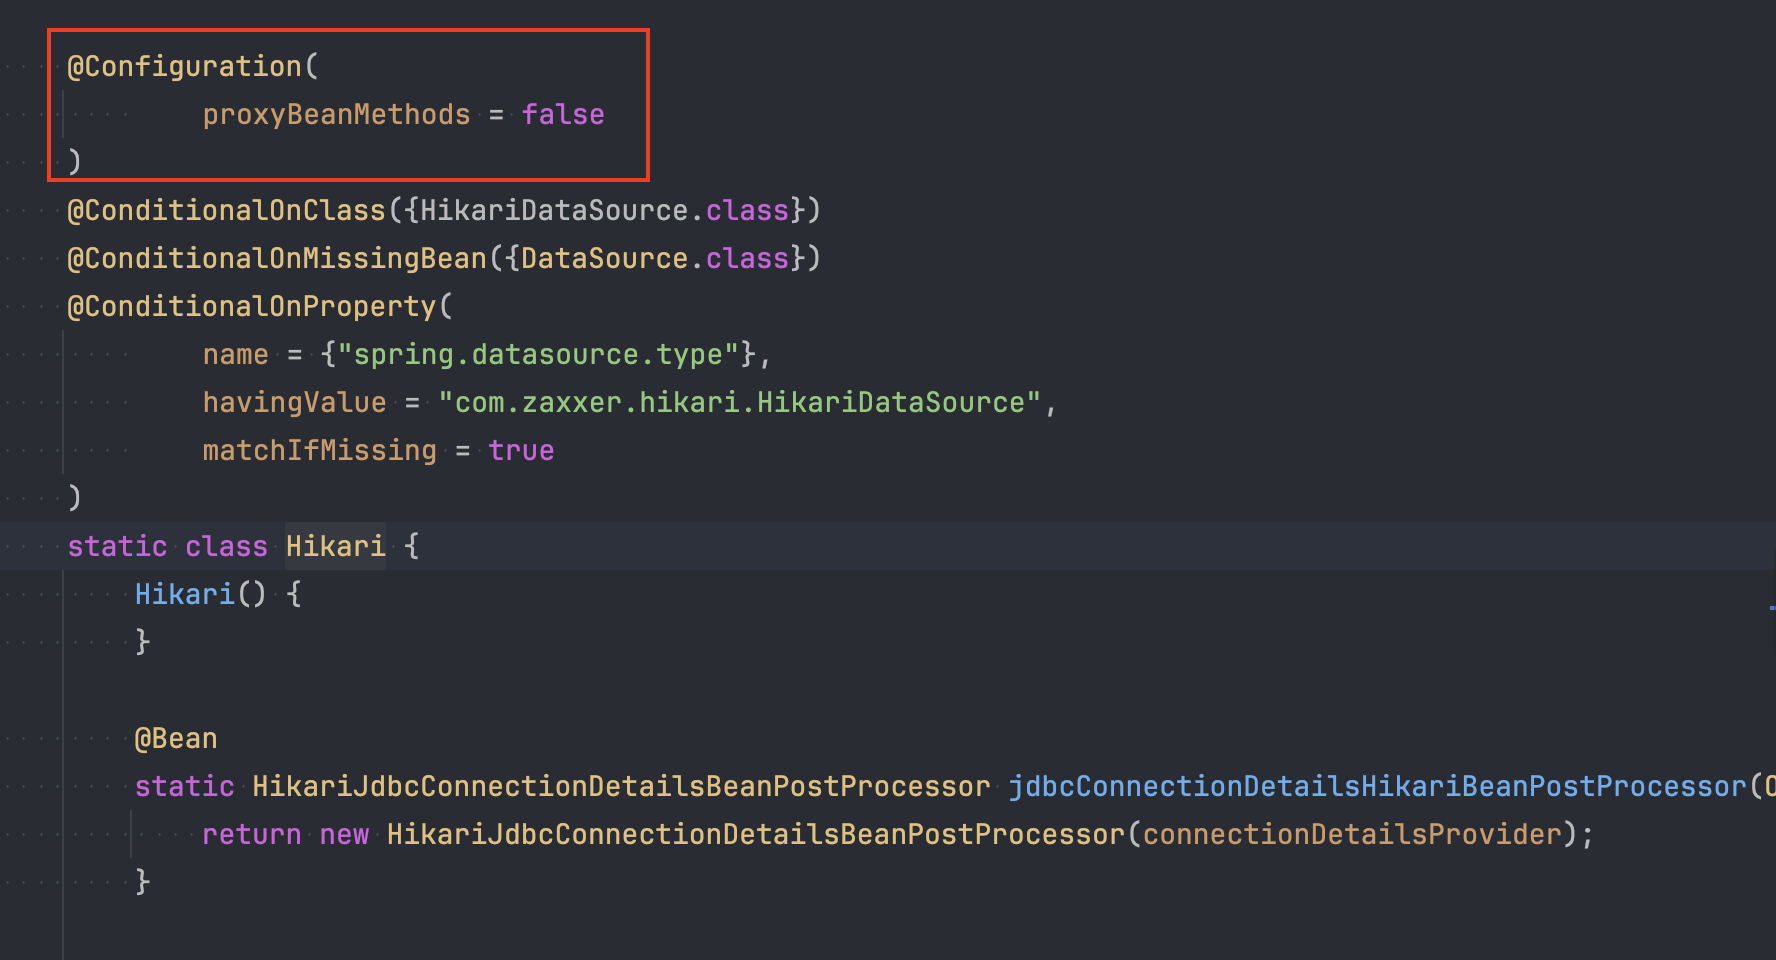 @Configuration(
proxyBeanMethods = false
)
@ConditionalOnClass({HikariDataSource.class})
@ConditionalOnMissingBean({DataSource.class})
@ConditionalOnProperty(
name = {"spring.datasource.type"},
havingValue = "com.zaxxer.hikari.HikariDataSource",
matchIfMissing = true
)
static class Hikari {
Hikari() {
}
@Bean
static HikariJdbcConnectionDetailsBeanPostProcessor jdbcConnectionDetailsHikariBeanPostProcessor(
return new HikariJdbcConnectionDetailsBeanPostProcessor(connectionDetailsProvider);
}